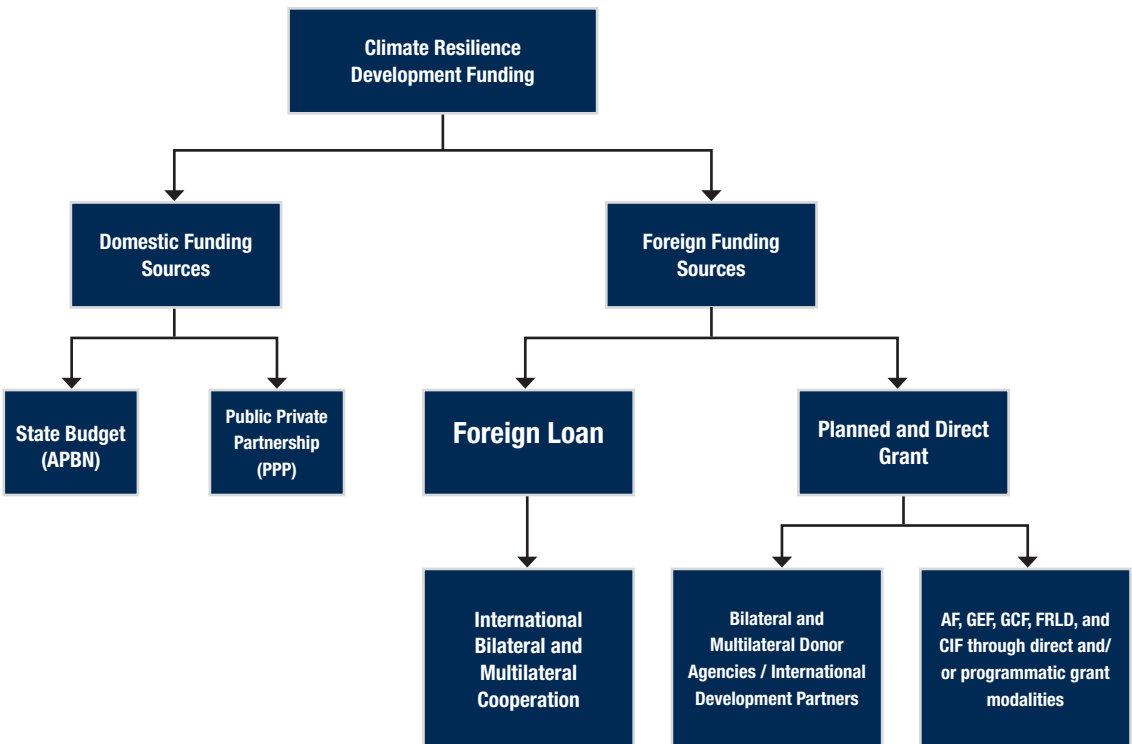 Climate Resilience
Development Funding
Domestic Funding
Sources
Foreign Funding
Sources
State Budget
(APBN)
Public Private
Partnership
(PPP)
Foreign Loan
Planned and Direct
Grant
International
Bilateral and
Multilateral
Cooperation
Bilateral and
Multilateral Donor
Agencies / International
Development Partners
AF, GEF, GCF, FRLD, and
CIF through direct and/
or programmatic grant
modalities